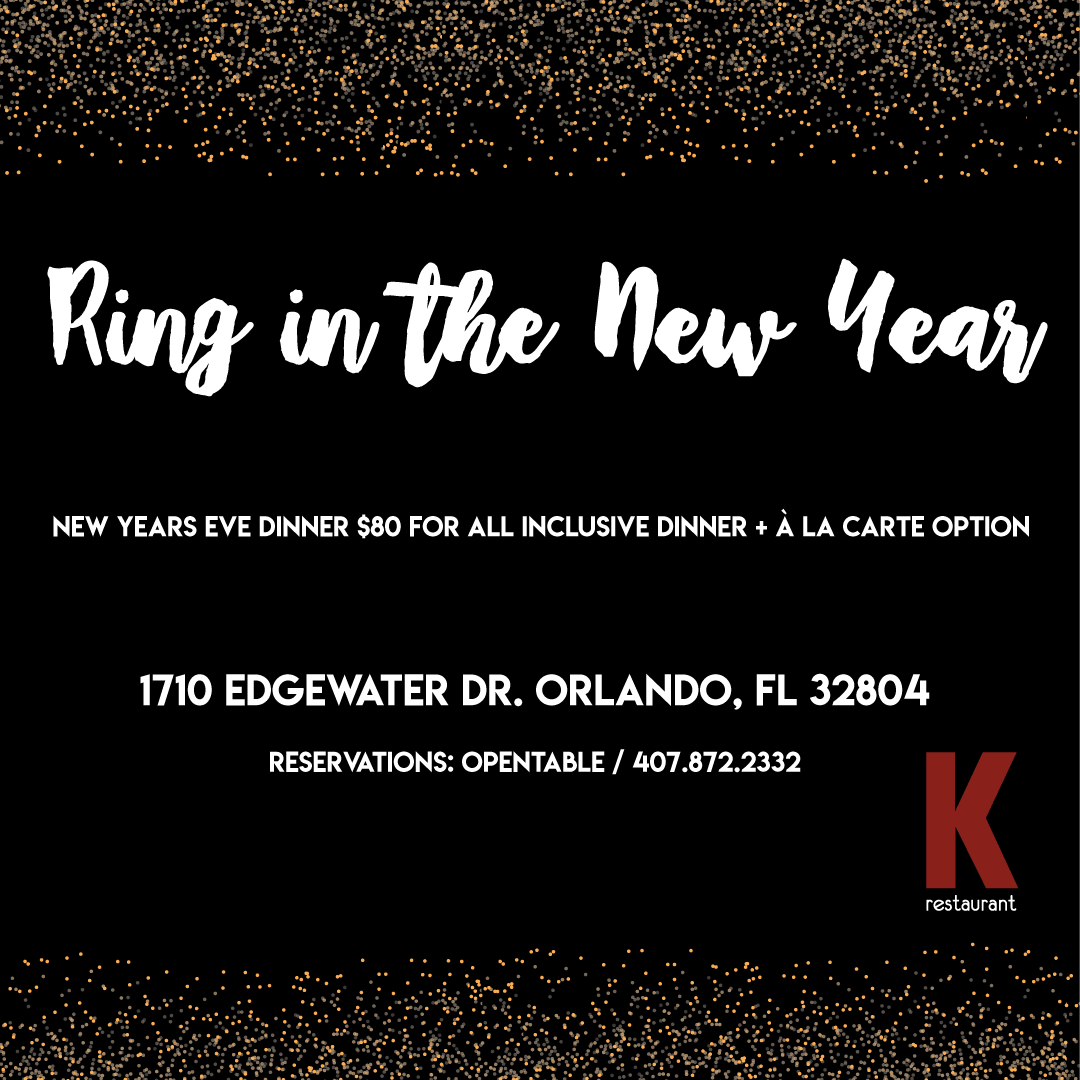 Ring in the New Year
NEW YEARS EVE DINNER $80 FOR ALL INCLUSIVE DINNER + À LA CARTE OPTION
1710 EDGEWATER DR. ORLANDO, FL 32804
RESERVATIONS: OPENTABLE / 407.872.2332
K
restaurant